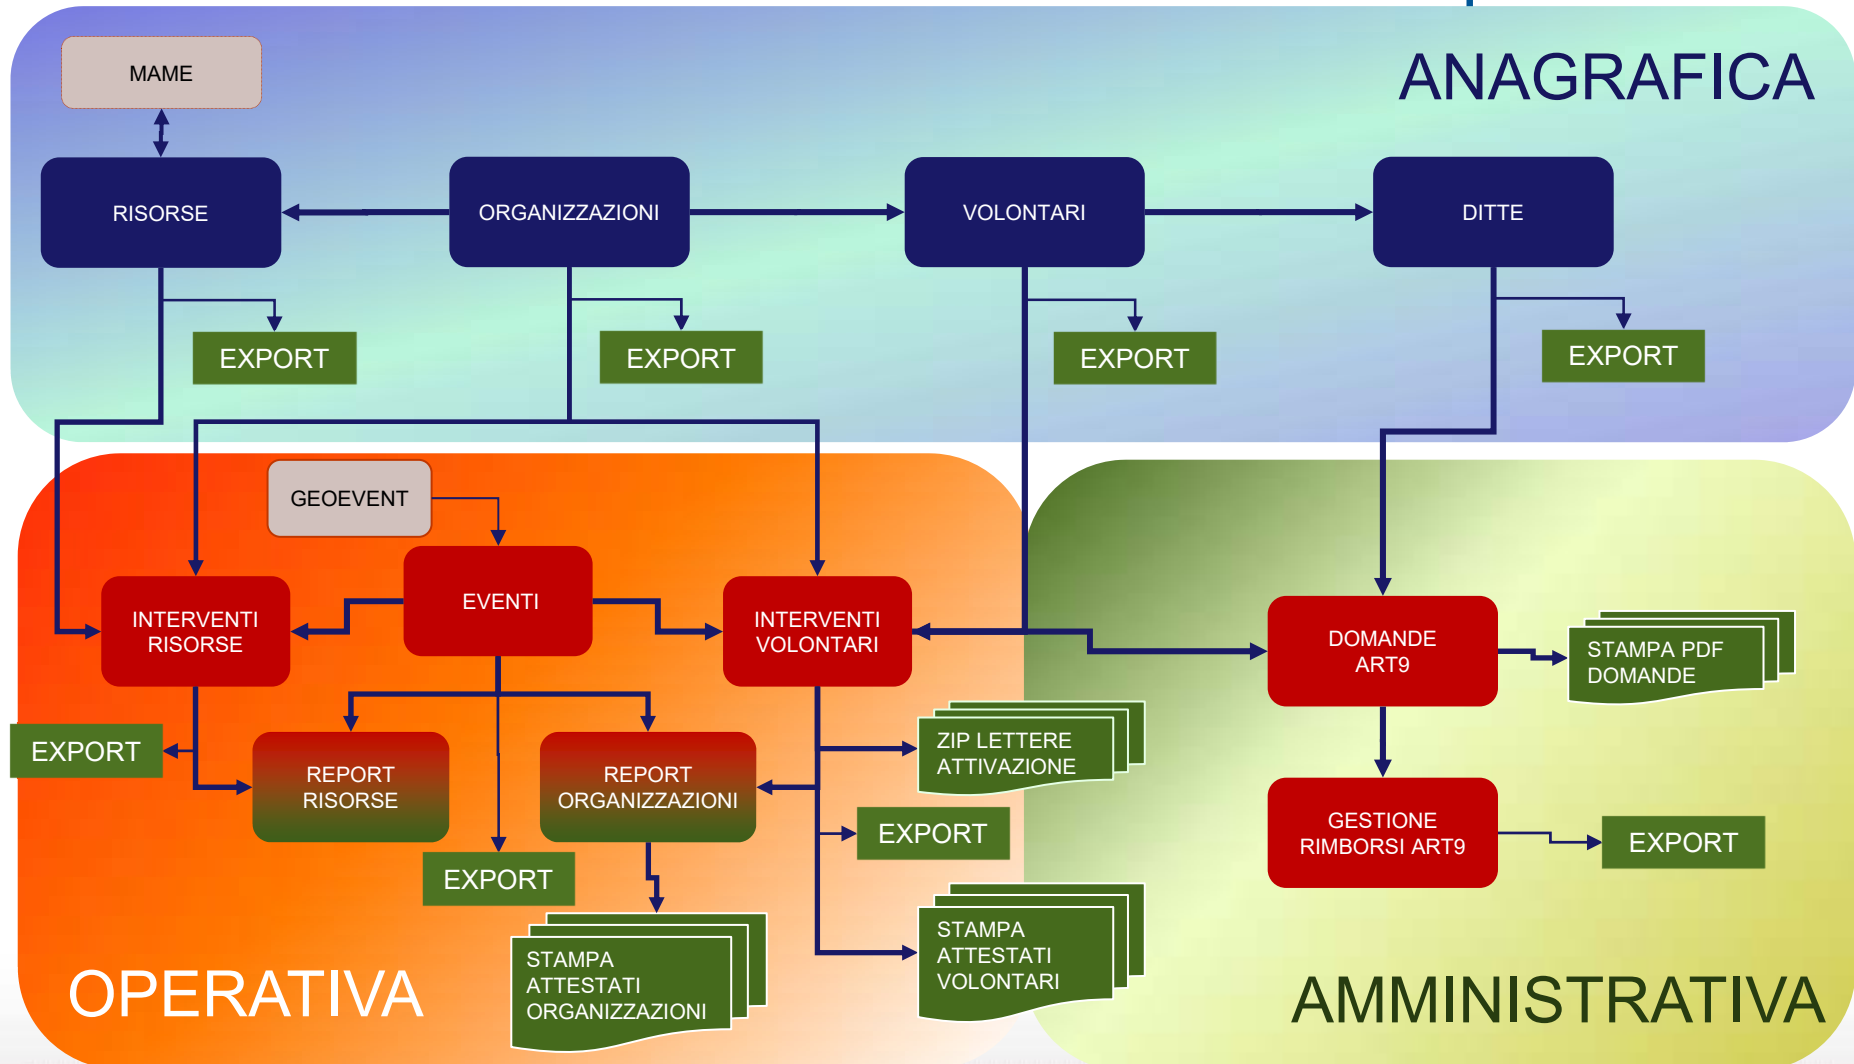 ANAGRAFICA
MAME
RISORSE
ORGANIZZAZIONI
VOLONTARI
DITTE
EXPORT
EXPORT
EXPORT
EXPORT
GEOEVENT
EVENTI
INTERVENTI
RISORSE
INTERVENTI
VOLONTARI
DOMANDE
ART9
STAMPA PDF
DOMANDE
EXPORT
REPORT
RISORSE
REPORT
ORGANIZZAZIONI
ZIP LETTERE
ATTIVAZIONE
EXPORT
GESTIONE
RIMBORSI ART9
EXPORT
EXPORT
STAMPA
ATTESTATI
ORGANIZZAZIONI
STAMPA
ATTESTATI
VOLONTARI
OPERATIVA
AMMINISTRATIVA